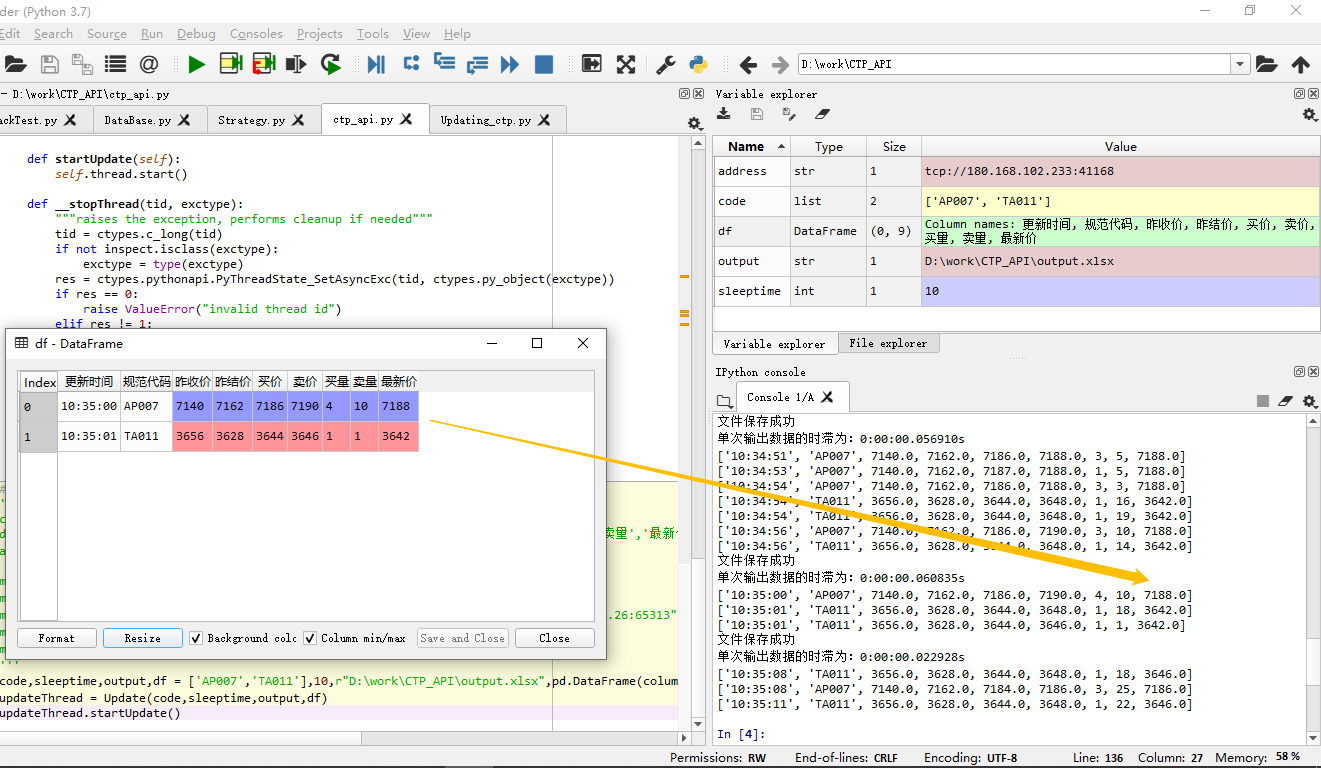 der (Python 3.7)
Edit Search Source Run Debug Consoles Projects Tools View Help
D:\work\CTP_API
- D:\work\CTP_API\ctp_api.py
ackTest.py DataBase.py Strategy.py ctp_api.py Updating_ctp.py
def startUpdate(self):
self.thread.start()
def __stopThread(tid, exctype):
"""raises the exception, performs cleanup if needed"""
tid = ctypes.c_long(tid)
if not inspect.isclass(exctype):
exctype = type(exctype)
res = ctypes.pythonapi.PyThreadState_SetAsyncExc(tid, ctypes.py_object(exctype))
if res == 0:
raise ValueError("invalid thread id")
elif res != 1:
df - DataFrame
Index 更新时间 规范代码 昨收价 昨结价 买价 卖价 买量 卖量 最新价
0 10:35:00 AP007 7140 7162 7186 7190 4 10 7188
1 10:35:01 TA011 3656 3628 3644 3646 1 1 3642
Format Resize Background colo Column min/max Save and Close Close
卖量','最新
.26:65313"
'''
code,sleeptime,output,df = ['AP007','TA011'],10,r"D:\work\CTP_API\output.xlsx",pd.DataFrame(colum
updateThread = Update(code,sleeptime,output,df)
updateThread.startUpdate()
Variable explorer
Name Type Size Value
address str 1 tcp://180.168.102.233:41168
code list 2 ['AP007', 'TA011']
df DataFrame (0, 9) Column names: 更新时间, 规范代码, 昨收价, 昨结价, 买价, 卖价,
买量, 卖量, 最新价
output str 1 D:\work\CTP_API\output.xlsx
sleeptime int 1 10
Variable explorer File explorer
IPython console
Console 1/A
文件保存成功
单次输出数据的时滞为：0:00:00.056910s
['10:34:51', 'AP007', 7140.0, 7162.0, 7186.0, 7188.0, 3, 5, 7188.0]
['10:34:53', 'AP007', 7140.0, 7162.0, 7187.0, 7188.0, 1, 5, 7188.0]
['10:34:54', 'AP007', 7140.0, 7162.0, 7186.0, 7188.0, 3, 3, 7188.0]
['10:34:54', 'TA011', 3656.0, 3628.0, 3644.0, 3648.0, 1, 16, 3642.0]
['10:34:54', 'TA011', 3656.0, 3628.0, 3644.0, 3648.0, 1, 19, 3642.0]
['10:34:56', 'AP007', 7140.0, 7162.0, 7186.0, 7190.0, 3, 10, 7188.0]
['10:34:56', 'TA011', 3656.0, 3628.0, 3644.0, 3648.0, 1, 14, 3642.0]
文件保存成功
单次输出数据的时滞为：0:00:00.060835s
['10:35:00', 'AP007', 7140.0, 7162.0, 7186.0, 7190.0, 4, 10, 7188.0]
['10:35:01', 'TA011', 3656.0, 3628.0, 3644.0, 3648.0, 1, 18, 3642.0]
['10:35:01', 'TA011', 3656.0, 3628.0, 3644.0, 3646.0, 1, 1, 3642.0]
文件保存成功
单次输出数据的时滞为：0:00:00.022928s
['10:35:08', 'TA011', 3656.0, 3628.0, 3644.0, 3648.0, 1, 18, 3646.0]
['10:35:08', 'AP007', 7140.0, 7162.0, 7184.0, 7186.0, 3, 25, 7186.0]
['10:35:11', 'TA011', 3656.0, 3628.0, 3644.0, 3648.0, 1, 22, 3646.0]
In [4]:
Permissions: RW End-of-lines: CRLF Encoding: UTF-8 Line: 136 Column: 27 Memory: 58 %